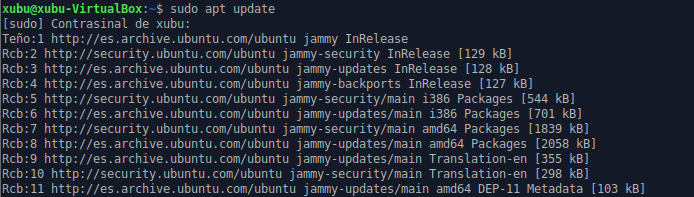 xubu@xubu-VirtualBox:~$ sudo apt update
[sudo] Contrasinal de xubu:
Teño:1 http://es.archive.ubuntu.com/ubuntu jammy InRelease
Rcb:2 http://security.ubuntu.com/ubuntu jammy-security InRelease [129 kB]
Rcb:3 http://es.archive.ubuntu.com/ubuntu jammy-updates InRelease [128 kB]
Rcb:4 http://es.archive.ubuntu.com/ubuntu jammy-backports InRelease [127 kB]
Rcb:5 http://security.ubuntu.com/ubuntu jammy-security/main i386 Packages [544 kB]
Rcb:6 http://es.archive.ubuntu.com/ubuntu jammy-updates/main i386 Packages [701 kB]
Rcb:7 http://security.ubuntu.com/ubuntu jammy-security/main amd64 Packages [1839 kB]
Rcb:8 http://es.archive.ubuntu.com/ubuntu jammy-updates/main amd64 Packages [2058 kB]
Rcb:9 http://es.archive.ubuntu.com/ubuntu jammy-updates/main Translation-en [355 kB]
Rcb:10 http://security.ubuntu.com/ubuntu jammy-security/main Translation-en [298 kB]
Rcb:11 http://es.archive.ubuntu.com/ubuntu jammy-updates/main amd64 DEP-11 Metadata [103 kB]